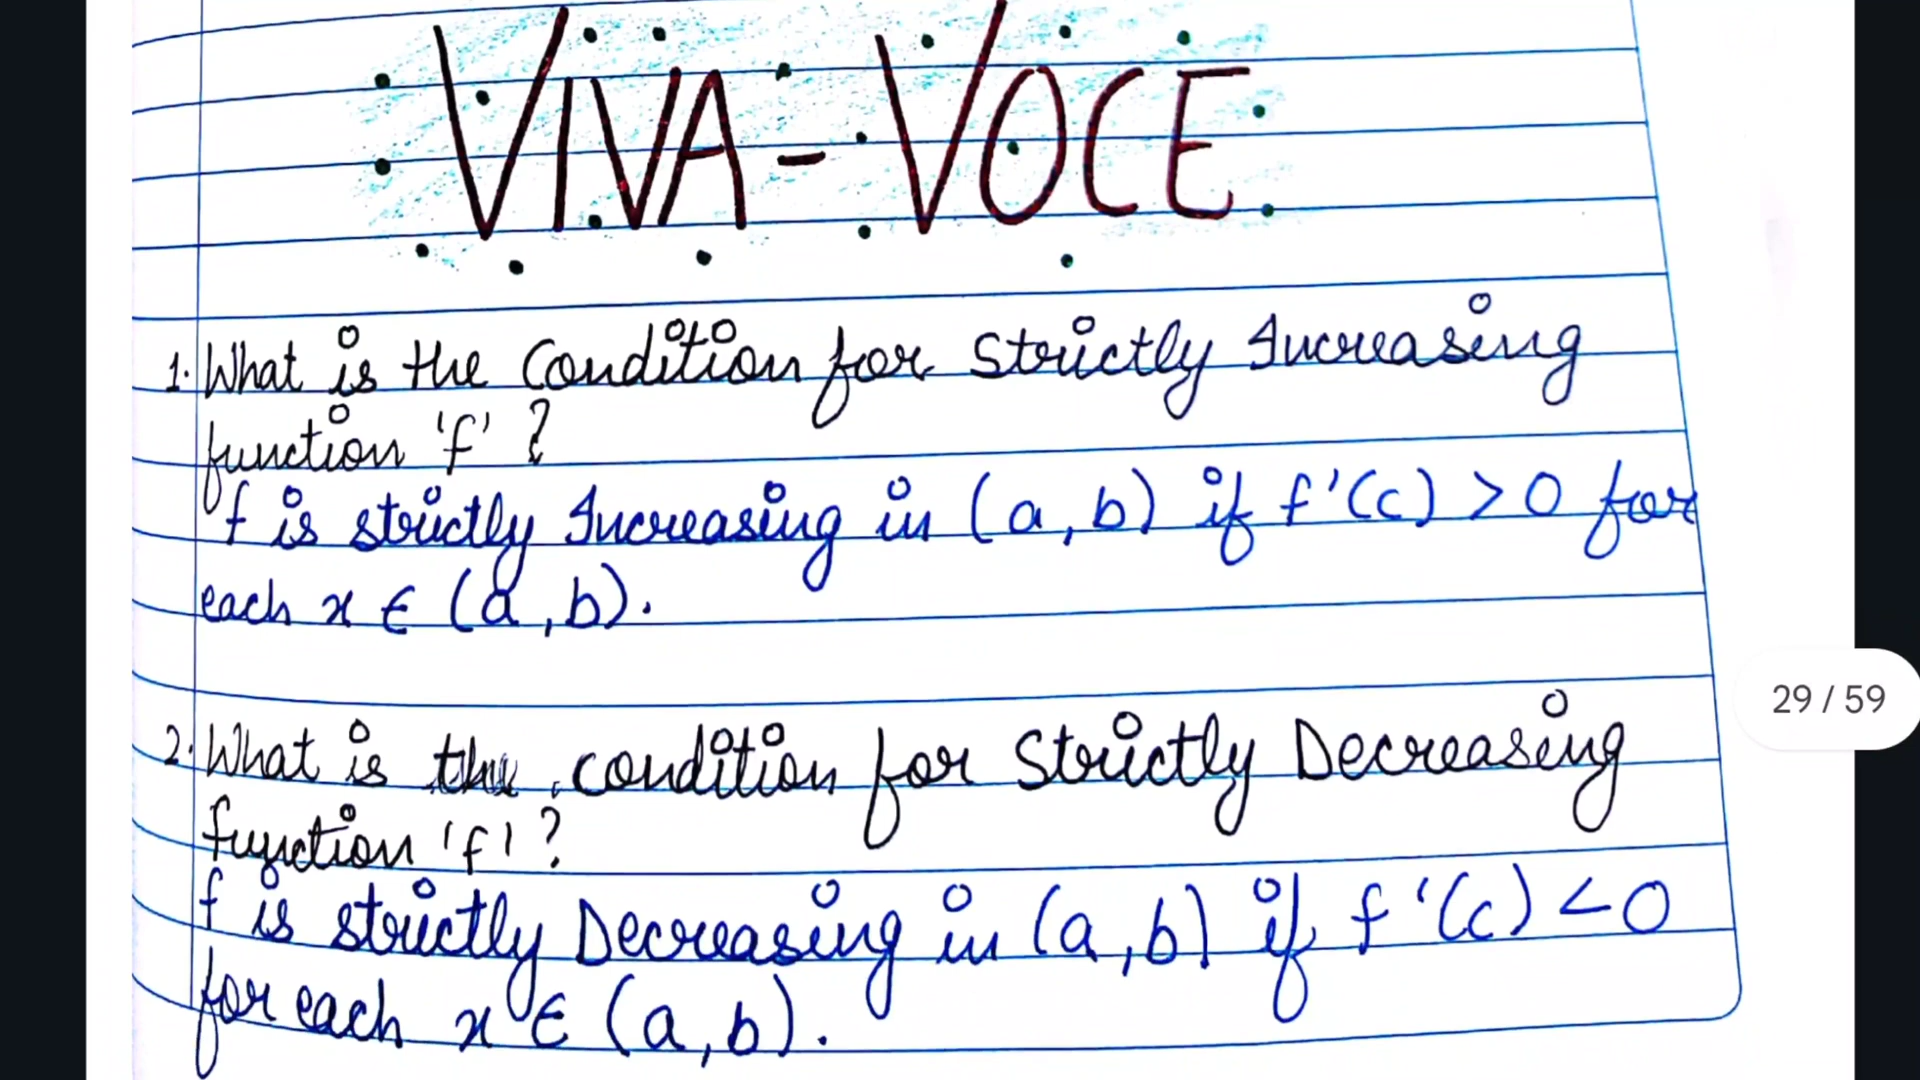 VIVA-VOCE
1. What is the Condition for Strictly Increasing
function 'f' ?
f is strictly Increasing in (a, b) if f'(c) > 0 for
each x ∈ (a, b).
29 / 59
2. What is the condition for Strictly Decreasing
function 'f' ?
f is strictly Decreasing in (a, b) if f'(c) < 0
for each x ∈ (a, b).